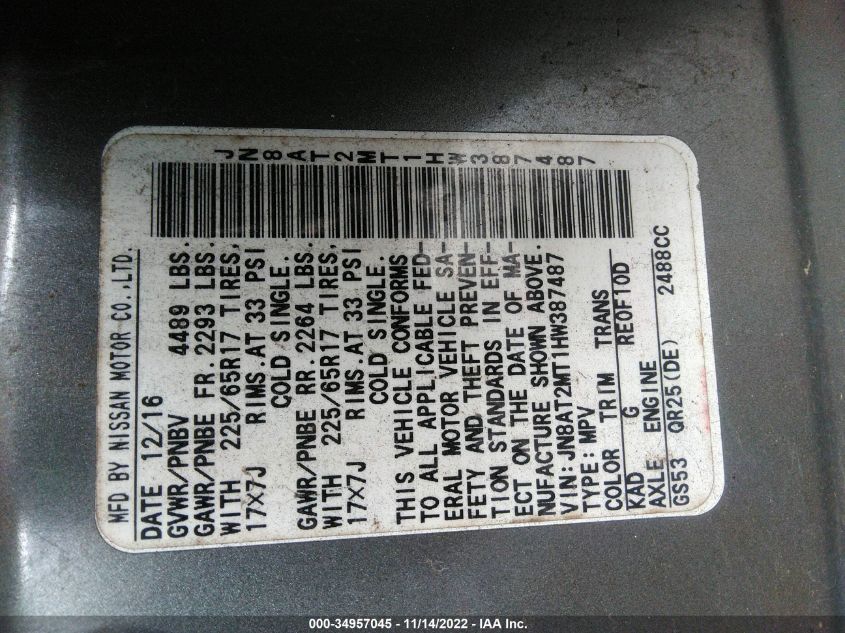 JN8AT2MT1HW387487
MFD BY NISSAN MOTOR CO.,LTD.
DATE 12/16
GVWR/PNBV 4489 LBS.
GAWR/PNBE FR. 2293 LBS.
WITH 225/65R17 TIRES,
17X7J RIMS.AT 33 PSI
COLD SINGLE.
GAWR/PNBE RR. 2264 LBS.
WITH 225/65R17 TIRES,
17X7J RIMS.AT 33 PSI
COLD SINGLE.
THIS VEHICLE CONFORMS
TO ALL APPLICABLE FED-
ERAL MOTOR VEHICLE SA-
FETY AND THEFT PREVEN-
TION STANDARDS IN EFF-
ECT ON THE DATE OF MA-
NUFACTURE SHOWN ABOVE.
VIN:JN8AT2MT1HW387487
TYPE: MPV
COLOR TRIM TRANS
KAD G REOFTOD
AXLE ENGINE
GS53 QR25(DE) 2488CC
000-34957045 - 11/14/2022 - IAA Inc.